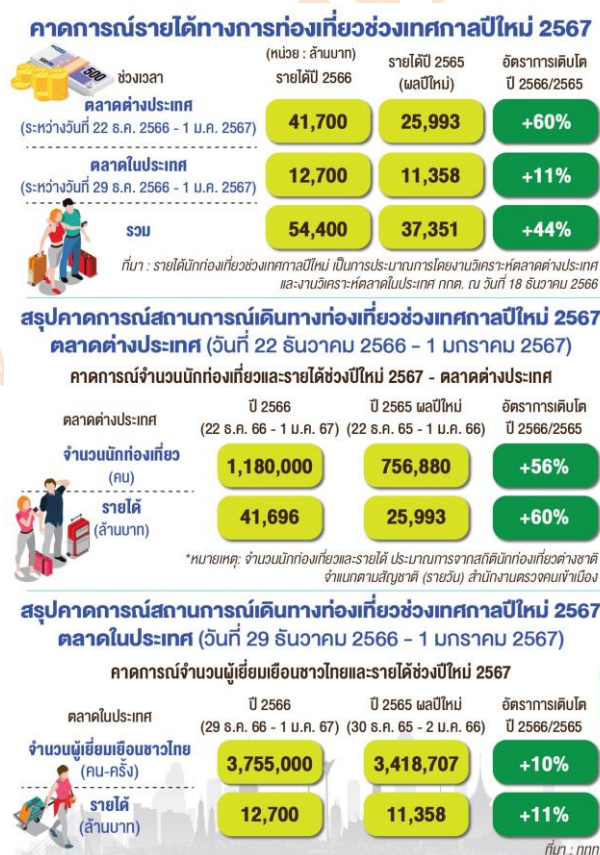 คาดการณ์รายได้ทางการท่องเที่ยวช่วงเทศกาลปีใหม่ 2567
(หน่วย : ล้านบาท)
ช่วงเวลา รายได้ปี 2566 รายได้ปี 2565 (ผลปีใหม่) อัตราการเติบโต ปี 2566/2565
500
ตลาดต่างประเทศ
(ระหว่างวันที่ 22 ธ.ค. 2566 - 1 ม.ค. 2567) 41,700 25,993 +60%
ตลาดในประเทศ
(ระหว่างวันที่ 29 ธ.ค. 2566 - 1 ม.ค. 2567) 12,700 11,358 +11%
รวม 54,400 37,351 +44%
ที่มา : รายได้นักท่องเที่ยวช่วงเทศกาลปีใหม่ เป็นการประมาณการโดยงานวิเคราะห์ตลาดต่างประเทศ
และงานวิเคราะห์ตลาดในประเทศ ททท. ณ วันที่ 18 ธันวาคม 2566
สรุปคาดการณ์สถานการณ์เดินทางท่องเที่ยวช่วงเทศกาลปีใหม่ 2567
ตลาดต่างประเทศ (วันที่ 22 ธันวาคม 2566 - 1 มกราคม 2567)
คาดการณ์จำนวนนักท่องเที่ยวและรายได้ช่วงปีใหม่ 2567 - ตลาดต่างประเทศ
ตลาดต่างประเทศ ปี 2566 ปี 2565 ผลปีใหม่ อัตราการเติบโต
(22 ธ.ค. 66 - 1 ม.ค. 67) (22 ธ.ค. 65 - 1 ม.ค. 66) ปี 2566/2565
จำนวนนักท่องเที่ยว
(คน) 1,180,000 756,880 +56%
รายได้
(ล้านบาท) 41,696 25,993 +60%
*หมายเหตุ: จำนวนนักท่องเที่ยวและรายได้ ประมาณการจากสถิตินักท่องเที่ยวต่างชาติ
จำแนกตามสัญชาติ (รายวัน) สำนักงานตรวจคนเข้าเมือง
สรุปคาดการณ์สถานการณ์เดินทางท่องเที่ยวช่วงเทศกาลปีใหม่ 2567
ตลาดในประเทศ (วันที่ 29 ธันวาคม 2566 - 1 มกราคม 2567)
คาดการณ์จำนวนผู้เยี่ยมเยือนชาวไทยและรายได้ช่วงปีใหม่ 2567
ตลาดในประเทศ ปี 2566 ปี 2565 ผลปีใหม่ อัตราการเติบโต
(29 ธ.ค. 66 - 1 ม.ค. 67) (30 ธ.ค. 65 - 2 ม.ค. 66) ปี 2566/2565
จำนวนผู้เยี่ยมเยือนชาวไทย
(คน-ครั้ง) 3,755,000 3,418,707 +10%
รายได้
(ล้านบาท) 12,700 11,358 +11%
ที่มา : ททท.